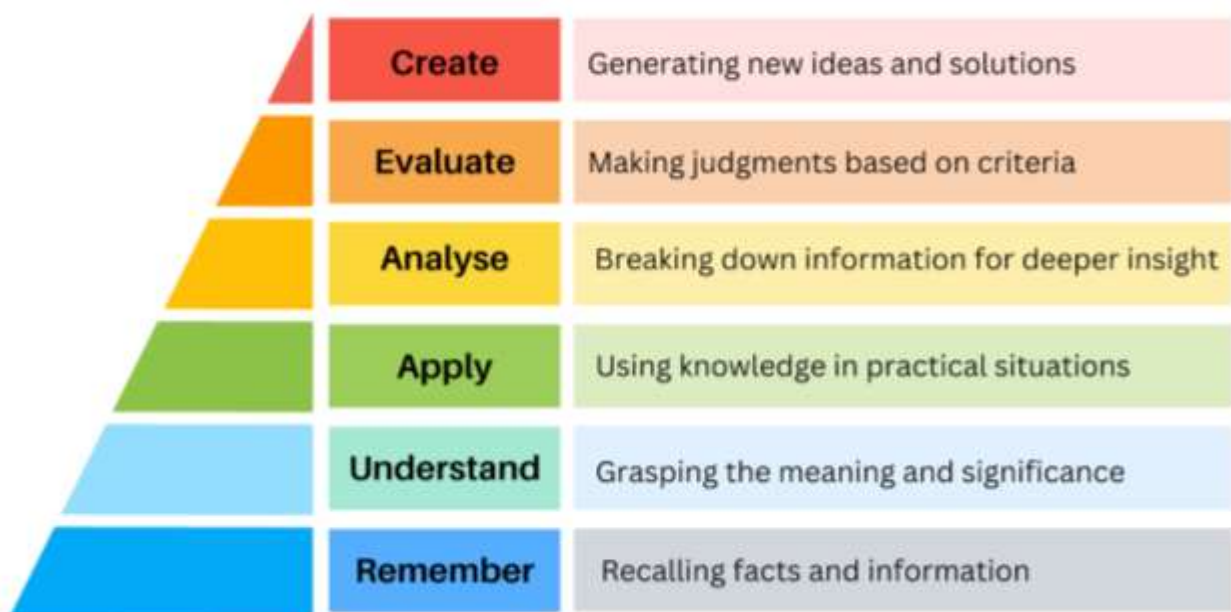 Create
Generating new ideas and solutions
Evaluate
Making judgments based on criteria
Analyse
Breaking down information for deeper insight
Apply
Using knowledge in practical situations
Understand
Grasping the meaning and significance
Remember
Recalling facts and information